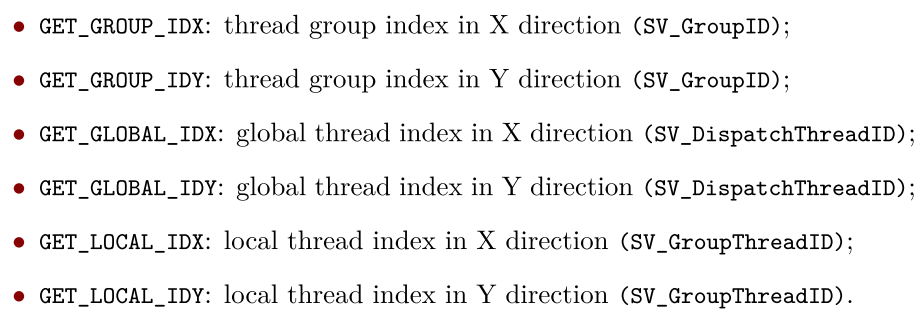 • GET_GROUP_IDX: thread group index in X direction (SV_GroupID);
• GET_GROUP_IDY: thread group index in Y direction (SV_GroupID);
• GET_GLOBAL_IDX: global thread index in X direction (SV_DispatchThreadID);
• GET_GLOBAL_IDY: global thread index in Y direction (SV_DispatchThreadID);
• GET_LOCAL_IDX: local thread index in X direction (SV_GroupThreadID);
• GET_LOCAL_IDY: local thread index in Y direction (SV_GroupThreadID).